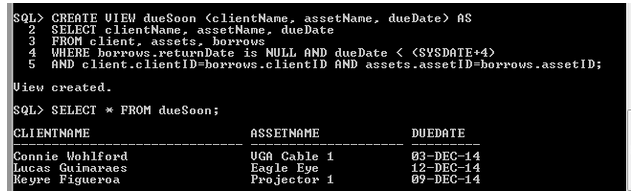 SQL> CREATE VIEW dueSoon (clientName, assetName, dueDate) AS
2 SELECT clientName, assetName, dueDate
3 FROM client, assets, borrows
4 WHERE borrows.returnDate is NULL AND dueDate < (SYSDATE+4)
5 AND client.clientID=borrows.clientID AND assets.assetID=borrows.assetID;
View created.
SQL> SELECT * FROM dueSoon;
CLIENTNAME ASSETNAME DUEDATE
Connie Wohlford VGA Cable 1 03-DEC-14
Lucas Guimaraes Eagle Eye 12-DEC-14
Keyre Figueroa Projector 1 09-DEC-14